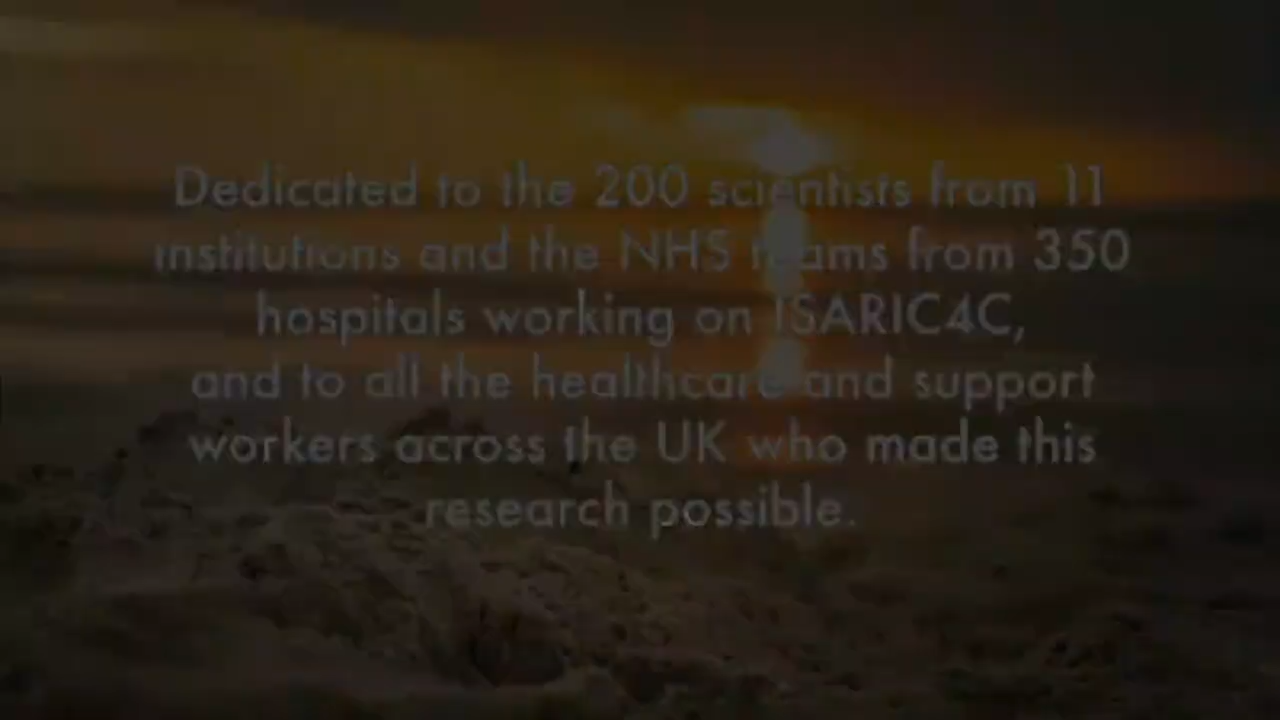 Dedicated to the 200 scientists from 11
institutions and the NHS teams from 350
hospitals working on ISARIC4C,
and to all the healthcare and support
workers across the UK who made this
research possible.